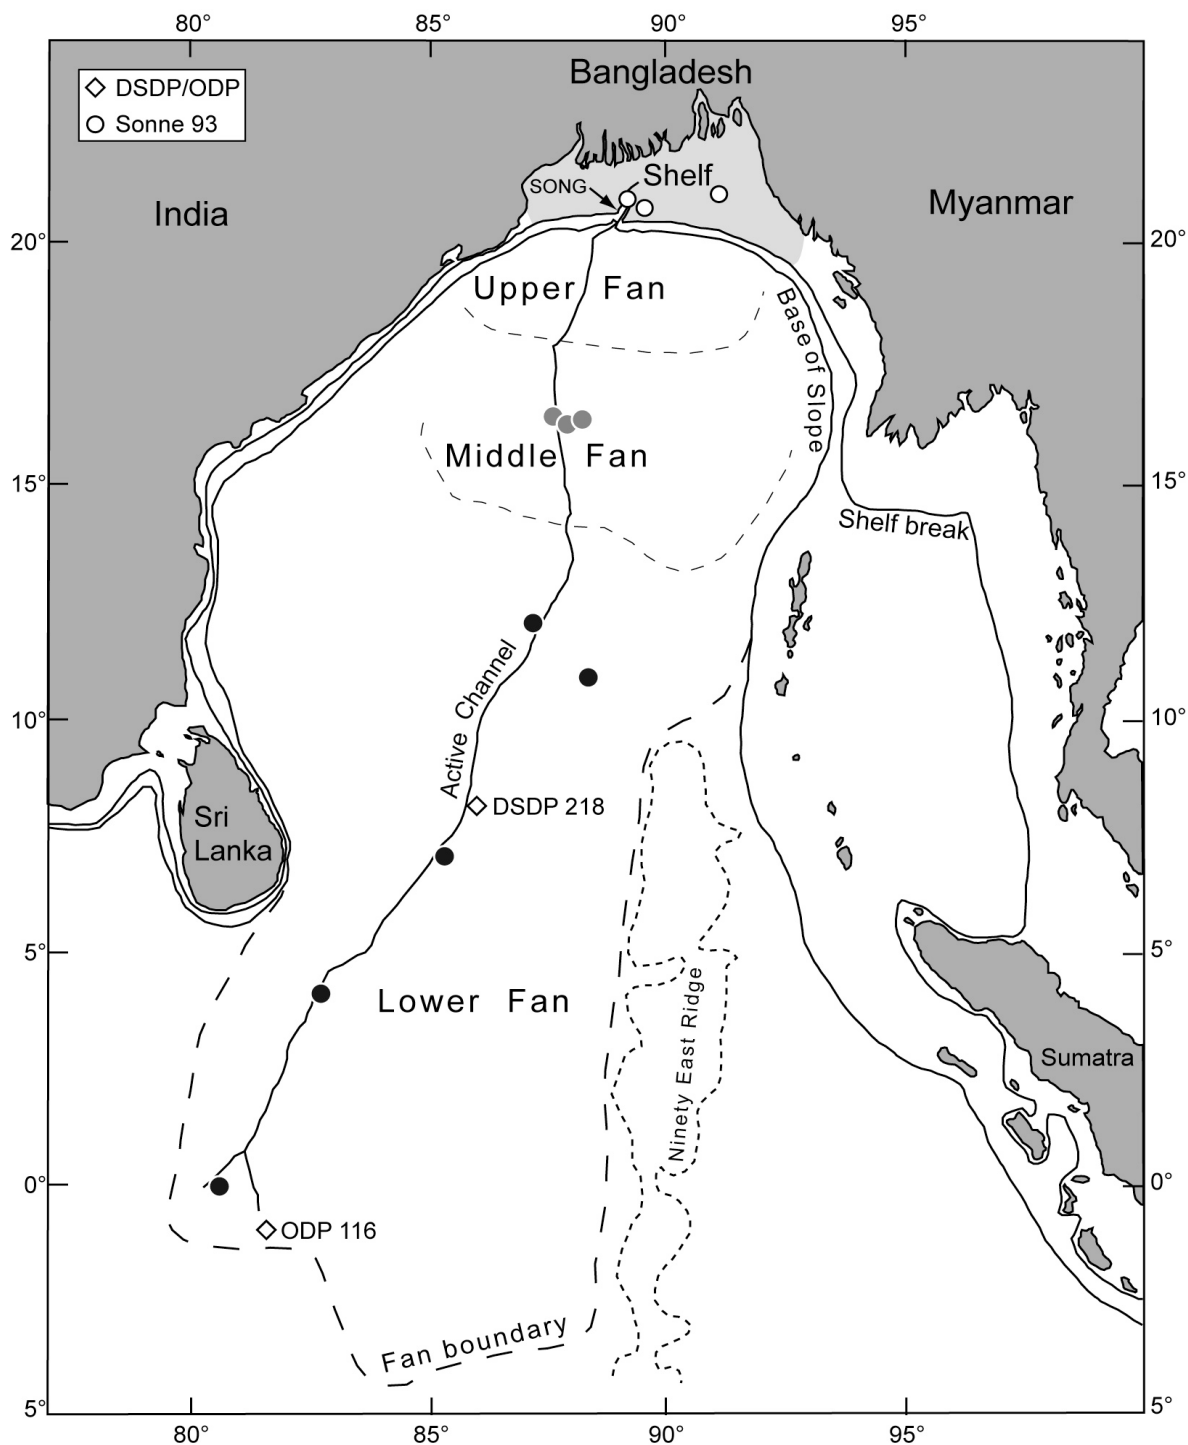 80°
85°
90°
95°
Bangladesh
DSDP/ODP
Sonne 93
SONG
Shelf
India
Myanmar
20°
20°
Upper Fan
Base of Slope
Middle Fan
15°
15°
Shelf break
Active Channel
10°
10°
DSDP 218
Sri
Lanka
5°
5°
Lower Fan
Ninety East Ridge
Sumatra
0°
0°
ODP 116
Fan boundary
5°
5°
80°
85°
90°
95°